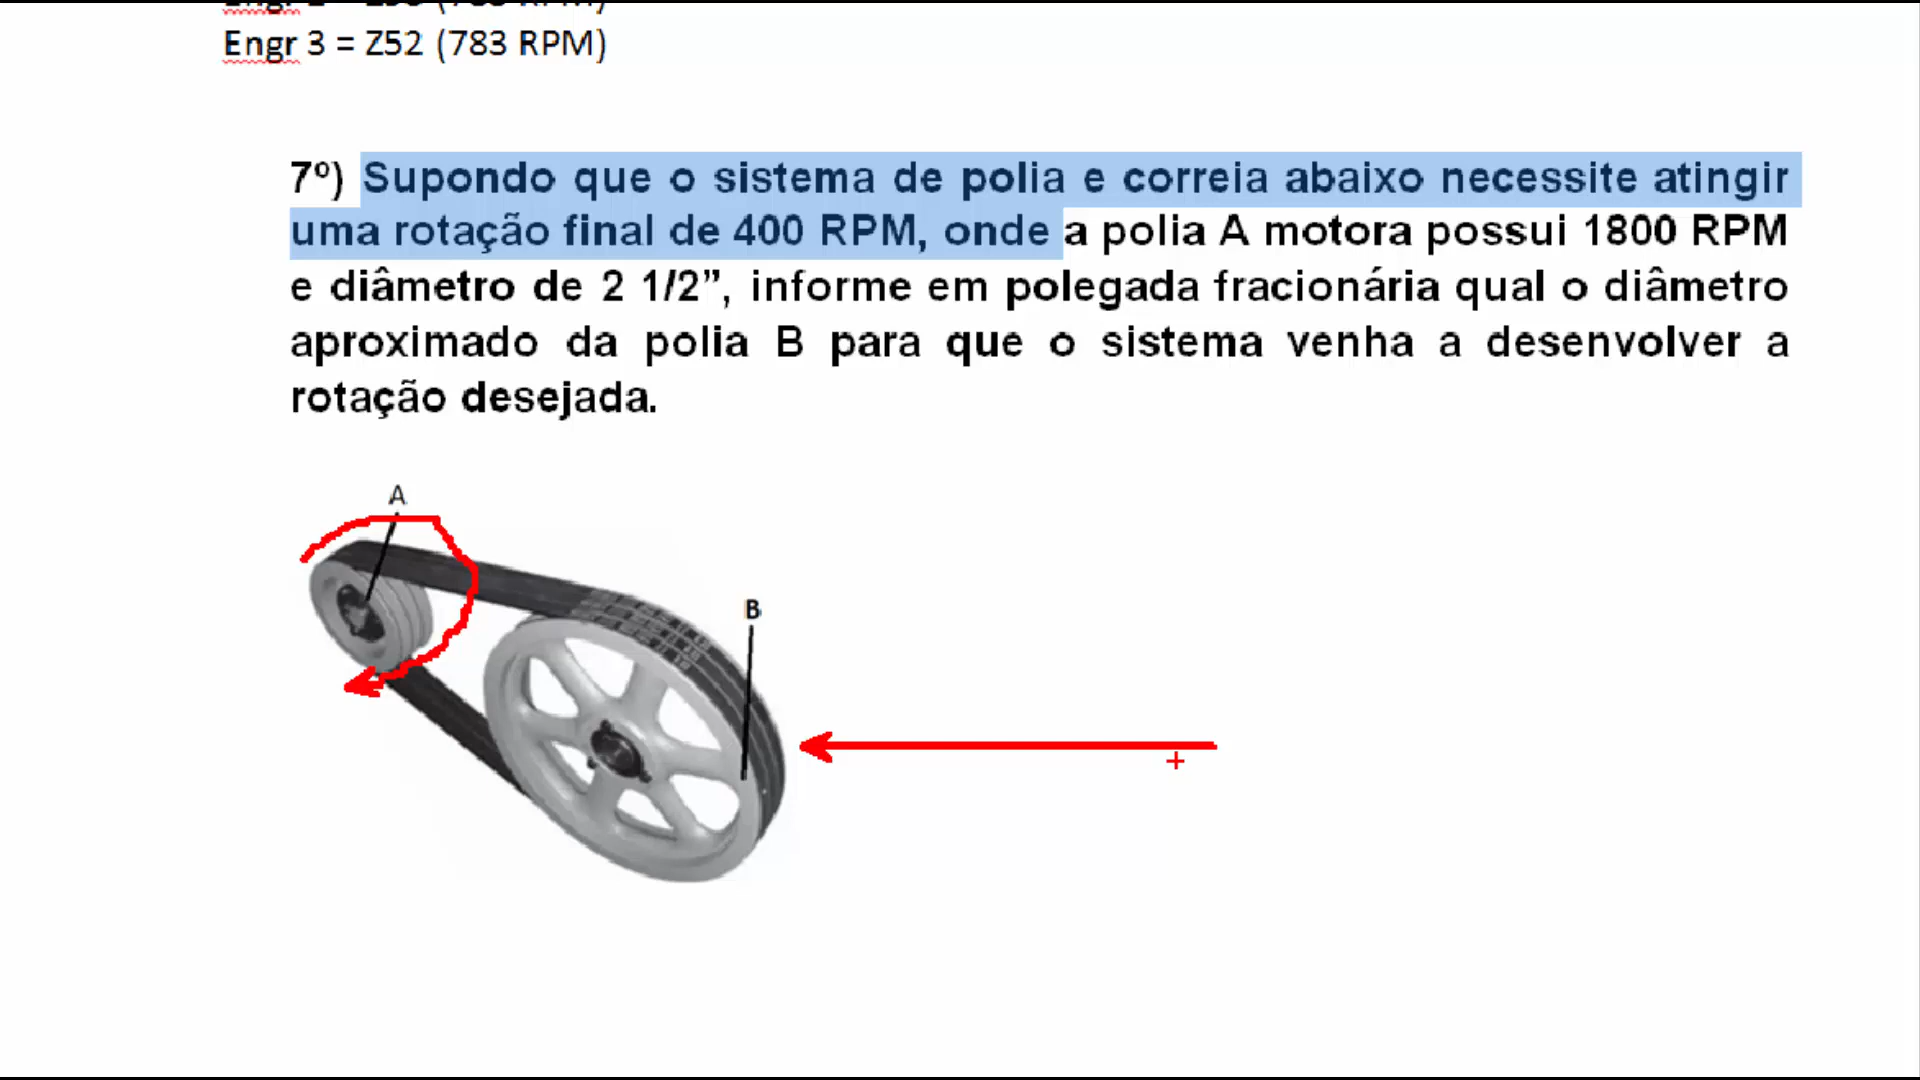 Engr 3 = Z52 (783 RPM)
7º) Supondo que o sistema de polia e correia abaixo necessite atingir
uma rotação final de 400 RPM, onde a polia A motora possui 1800 RPM
e diâmetro de 2 1/2”, informe em polegada fracionária qual o diâmetro
aproximado da polia B para que o sistema venha a desenvolver a
rotação desejada.
A
B